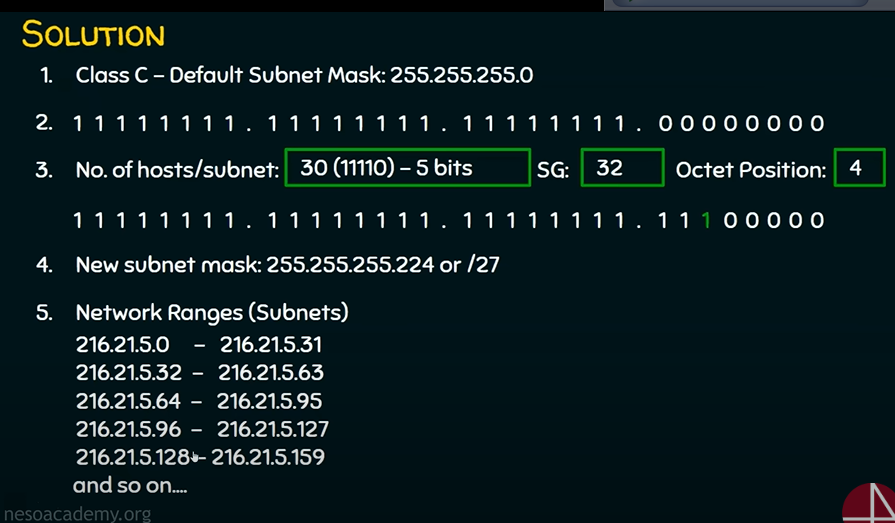 SOLUTION
1. Class C – Default Subnet Mask: 255.255.255.0
2. 1 1 1 1 1 1 1 1 . 1 1 1 1 1 1 1 1 . 1 1 1 1 1 1 1 1 . 0 0 0 0 0 0 0 0
3. No. of hosts/subnet: 30 (11110) – 5 bits SG: 32 Octet Position: 4
1 1 1 1 1 1 1 1 . 1 1 1 1 1 1 1 1 . 1 1 1 1 1 1 1 1 . 1 1 1 0 0 0 0 0
4. New subnet mask: 255.255.255.224 or /27
5. Network Ranges (Subnets)
216.21.5.0 – 216.21.5.31
216.21.5.32 – 216.21.5.63
216.21.5.64 – 216.21.5.95
216.21.5.96 – 216.21.5.127
216.21.5.128 – 216.21.5.159
and so on....
nesoacademy.org